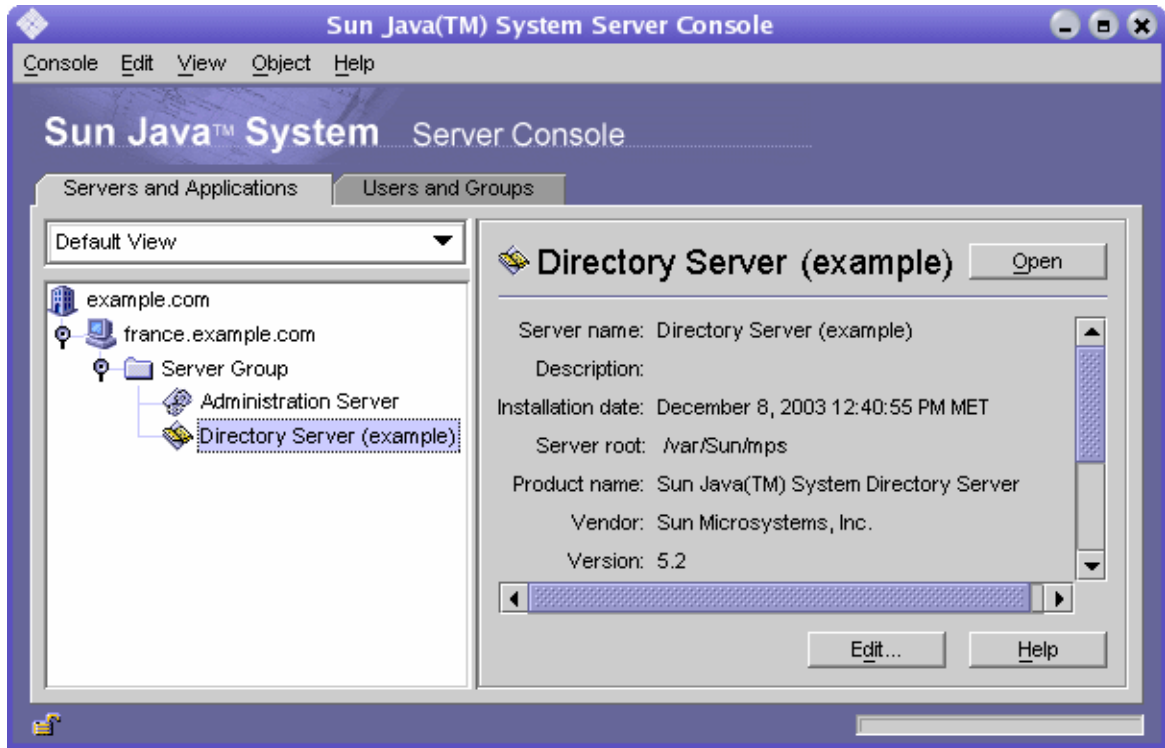 Sun Java(TM) System Server Console
Console Edit View Object Help
Sun Java™ System Server Console
Servers and Applications Users and Groups
Default View
example.com
france.example.com
Server Group
Administration Server
Directory Server (example)
Directory Server (example) Open
Server name: Directory Server (example)
Description:
Installation date: December 8, 2003 12:40:55 PM MET
Server root: /var/Sun/mps
Product name: Sun Java(TM) System Directory Server
Vendor: Sun Microsystems, Inc.
Version: 5.2
Edit... Help